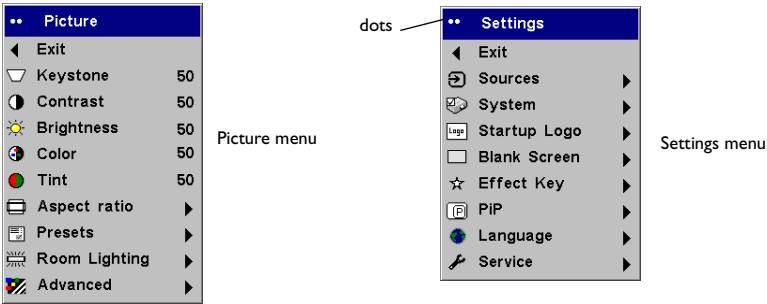 •• Picture
Exit
Keystone 50
Contrast 50
Brightness 50
Color 50
Tint 50
Aspect ratio
Presets
Room Lighting
Advanced
Picture menu
dots
•• Settings
Exit
Sources
System
Logo Startup Logo
Blank Screen
Effect Key
P PiP
Language
Service
Settings menu